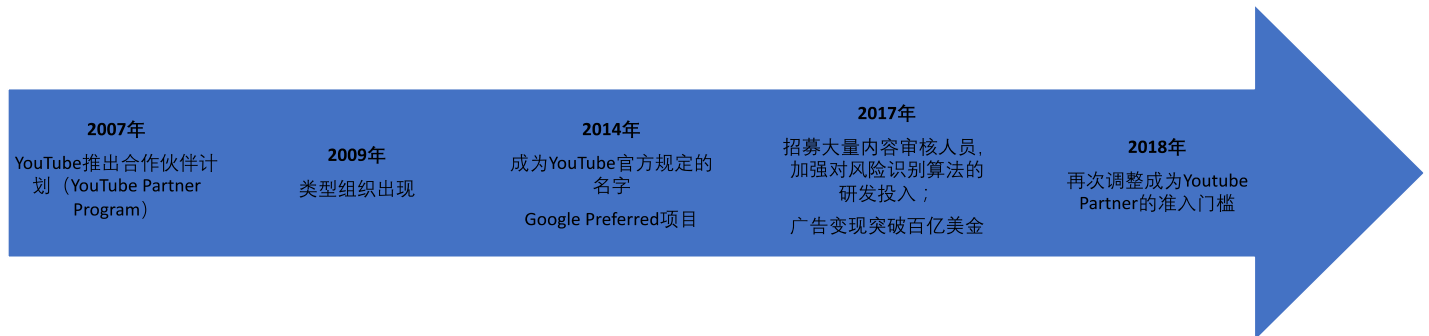 2007年
YouTube推出合作伙伴计
划（YouTube Partner
Program）
2009年
类型组织出现
2014年
成为YouTube官方规定的
名字
Google Preferred项目
2017年
招募大量内容审核人员，
加强对风险识别算法的
研发投入；
广告变现突破百亿美金
2018年
再次调整成为Youtube
Partner的准入门槛